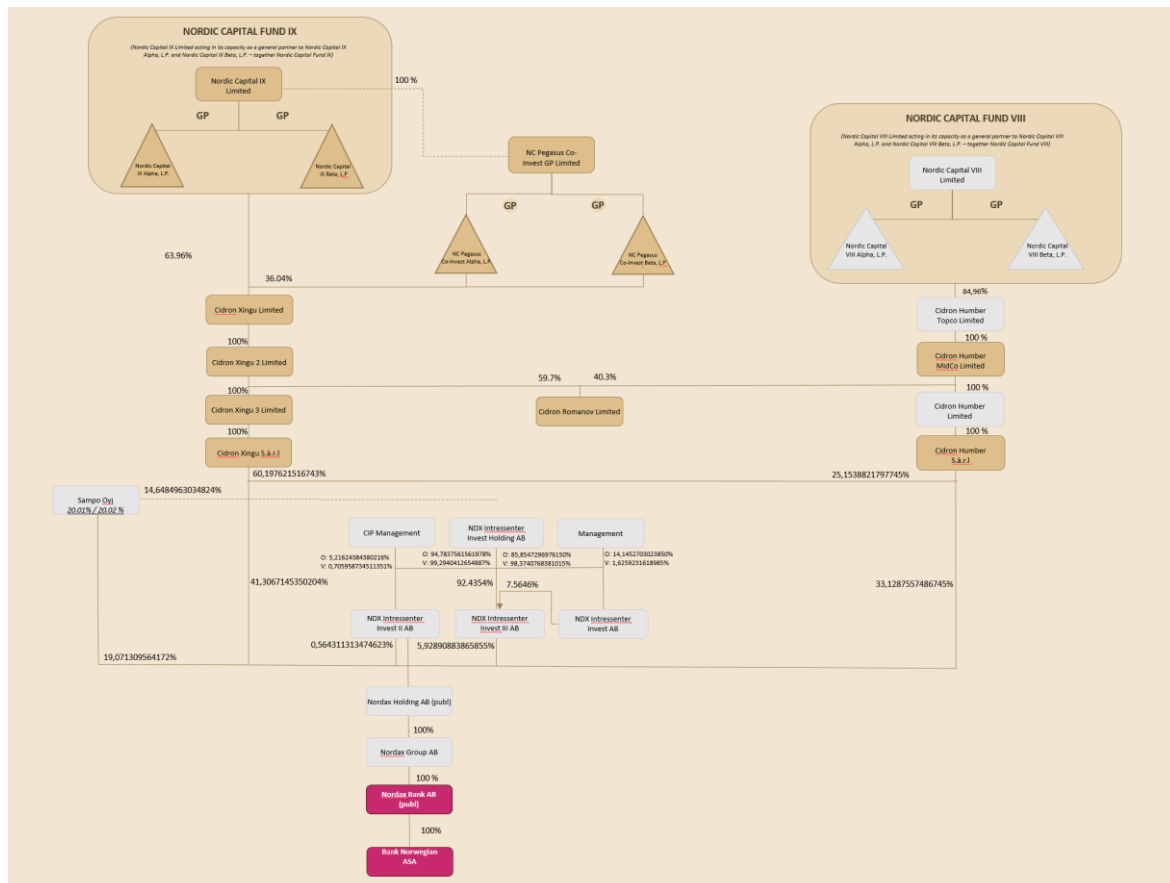 NORDIC CAPITAL FUND IX
(Nordic Capital IX Limited acting in its capacity as a general partner to Nordic Capital IX
Alpha, L.P. and Nordic Capital IX Beta, L.P. – together Nordic Capital Fund IX)
Nordic Capital IX
Limited
GP
GP
Nordic Capital
IX Alpha, L.P.
Nordic Capital
IX Beta, L.P
100 %
NC Pegasus Co-
Invest GP Limited
GP
GP
NC Pegasus
Co-Invest Alpha, L.P.
NC Pegasus
Co-Invest Beta, L.P
NORDIC CAPITAL FUND VIII
(Nordic Capital VIII Limited acting in its capacity as a general partner to Nordic Capital VIII
Alpha, L.P. and Nordic Capital VIII Beta, L.P. – together Nordic Capital Fund VIII)
Nordic Capital VIII
Limited
GP
GP
Nordic Capital
VIII Alpha, L.P.
Nordic Capital
VIII Beta, L.P.
63.96%
36.04%
84,96%
Cidron Xingu Limited
Cidron Humber
Topco Limited
100%
100 %
Cidron Xingu 2 Limited
Cidron Humber
MidCo Limited
59.7%
40.3%
100%
100 %
Cidron Xingu 3 Limited
Cidron Romanov Limited
Cidron Humber
Limited
100%
100 %
Cidron Xingu S.à.r.l
Cidron Humber
S.à.r.l
60,197621516743%
25,1538821797745%
14,6484963034824%
Sampo Oyj
20.01% / 20.02 %
CIP Management
NDX Intressenter
Invest Holding AB
Management
O: 5,21624384380216%
V: 0,705958734511351%
O: 94,7837561561978%
V: 99,2940412654887%
O: 85,8547296976150%
V: 98,3740768381015%
O: 14,1452703023850%
V: 1,6259231618985%
41,3067145350204%
92.4354%
7.5646%
33,1287557486745%
NDX Intressenter
Invest II AB
NDX Intressenter
Invest III AB
NDX Intressenter
Invest AB
0,564311313474623%
5,92890883865855%
19,071309564172%
Nordax Holding AB (publ)
100%
Nordax Group AB
100 %
Nordax Bank AB
(publ)
100%
Bank Norwegian
ASA